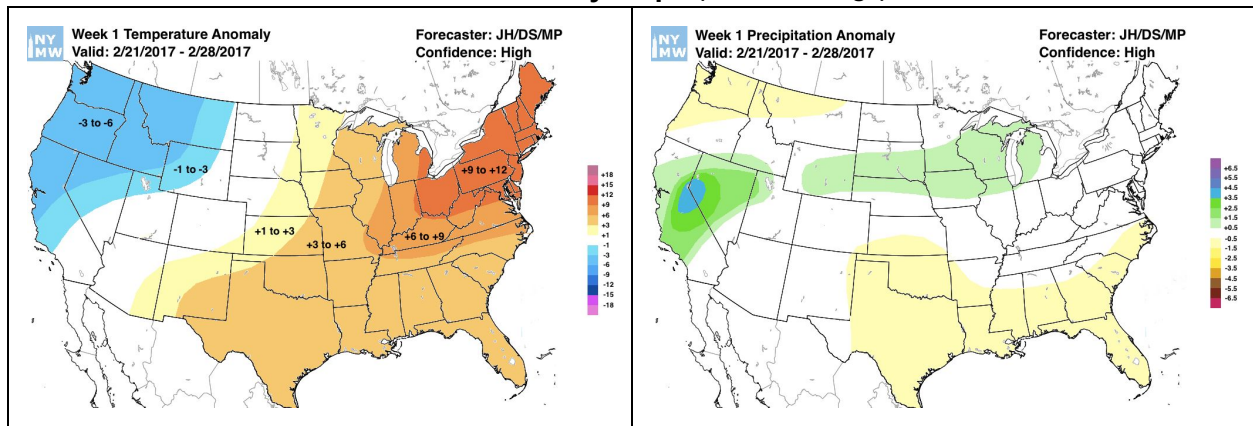 NY
MW
Week 1 Temperature Anomaly
Valid: 2/21/2017 - 2/28/2017
Forecaster: JH/DS/MP
Confidence: High
-3 to -6
-1 to -3
+1 to +3
+3 to +6
+6 to +9
+9 to +12
+18
+15
+12
+9
+6
+3
+1
-1
-3
-6
-9
-12
-15
-18
NY
MW
Week 1 Precipitation Anomaly
Valid: 2/21/2017 - 2/28/2017
Forecaster: JH/DS/MP
Confidence: High
+6.5
+5.5
+4.5
+3.5
+2.5
+1.5
+0.5
-0.5
-1.5
-2.5
-3.5
-4.5
-5.5
-6.5